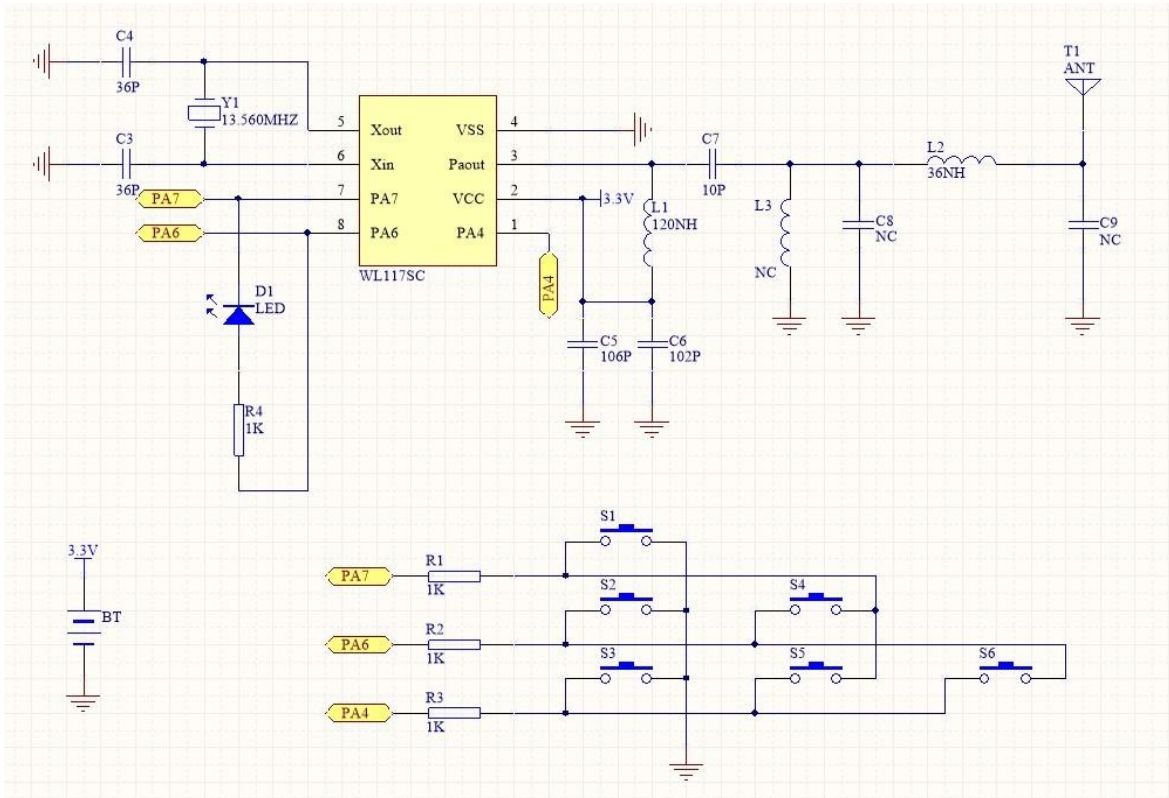 C4
36P
Y1
13.560MHZ
C3
36P
PA7
PA6
5 Xout VSS 4
6 Xin Paout 3
7 PA7 VCC 2
8 PA6 PA4 1
WL117SC
3.3V
PA4
L1
120NH
C7
10P
L3
NC
C8
NC
L2
36NH
T1
ANT
C9
NC
D1
LED
R4
1K
C5
106P
C6
102P
3.3V
BT
PA7
R1
1K
PA6
R2
1K
PA4
R3
1K
S1
S2
S3
S4
S5
S6